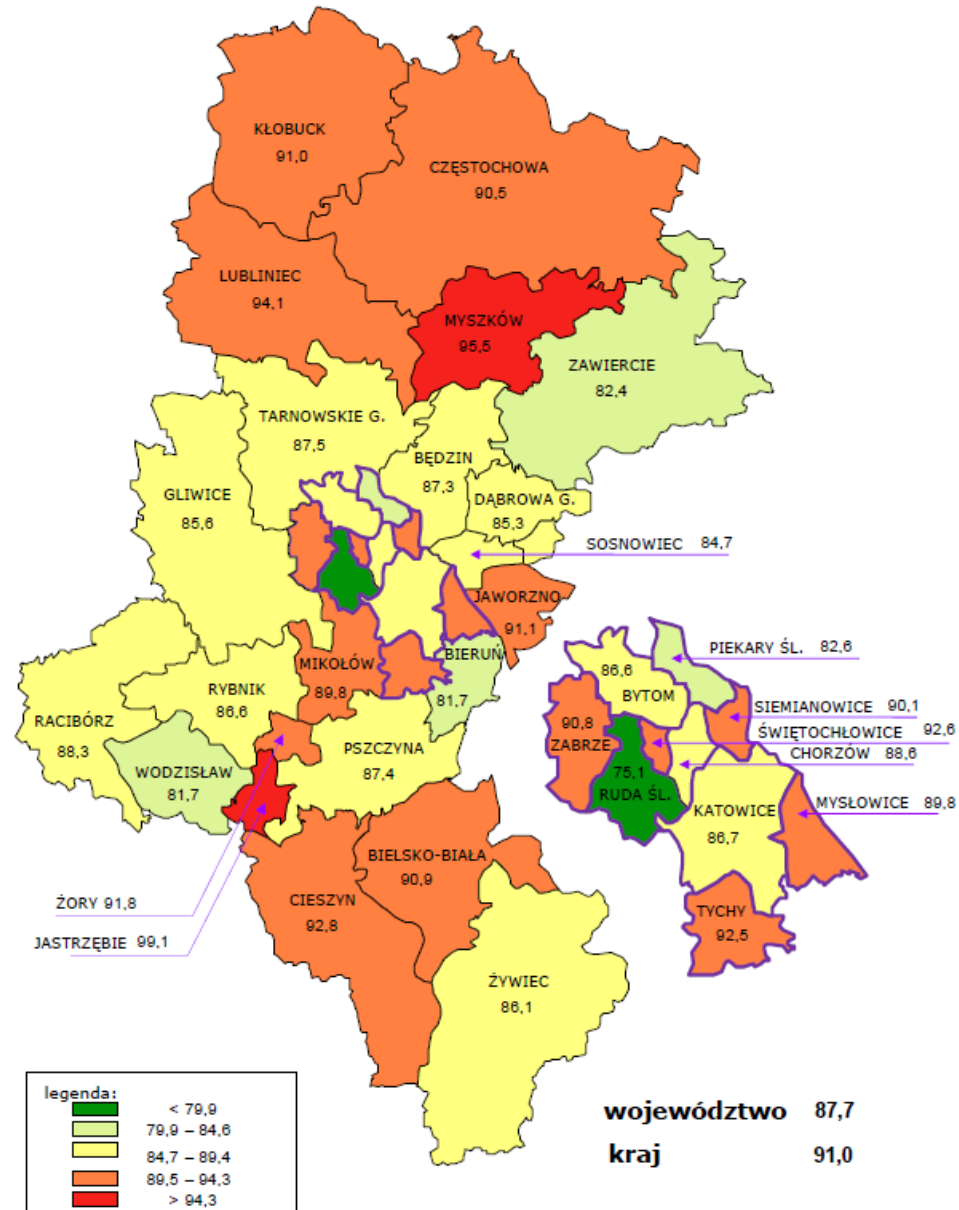 KŁOBUCK
91,0
CZĘSTOCHOWA
90,5
LUBLINIEC
94,1
MYSZKÓW
95,5
ZAWIERCIE
82,4
TARNOWSKIE G.
87,5
BĘDZIN
87,3
GLIWICE
85,6
DĄBROWA G.
85,3
SOSNOWIEC 84,7
JAWORZNO
91,1
MIKOŁÓW
89,8
BIERUŃ
81,7
RYBNIK
86,6
RACIBÓRZ
88,3
PSZCZYNA
87,4
WODZISŁAW
81,7
BIELSKO-BIAŁA
90,9
CIESZYN
92,8
ŻORY 91,8
JASTRZĘBIE 99,1
ŻYWIEC
86,1
PIEKARY ŚL. 82,6
86,6
BYTOM
SIEMIANOWICE 90,1
90,8
ZABRZE
ŚWIĘTOCHŁOWICE 92,6
CHORZÓW 88,6
75,1
RUDA ŚL.
KATOWICE
86,7
MYSŁOWICE 89,8
TYCHY
92,5
legenda:
< 79,9
79,9 – 84,6
84,7 – 89,4
89,5 – 94,3
> 94,3
województwo 87,7
kraj 91,0